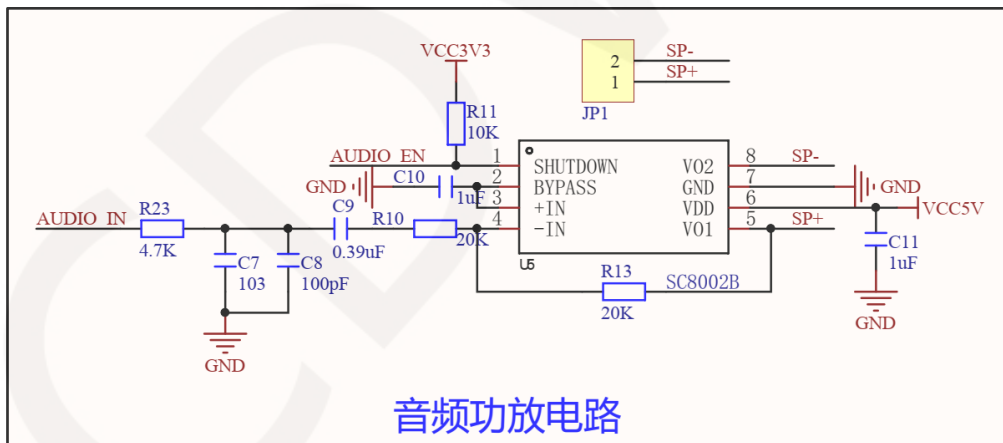 VCC3V3
SP-
SP+
2
1
JP1
R11
10K
AUDIO_EN
1
SHUTDOWN
VO2
8
SP-
C10
GND
1uF
2
BYPASS
GND
7
GND
3
+IN
VDD
6
VCC5V
AUDIO_IN
R23
4.7K
C9
0.39uF
R10
20K
4
-IN
VO1
5
SP+
C7
103
C8
100pF
U5
R13
20K
SC8002B
C11
1uF
GND
GND
音频功放电路